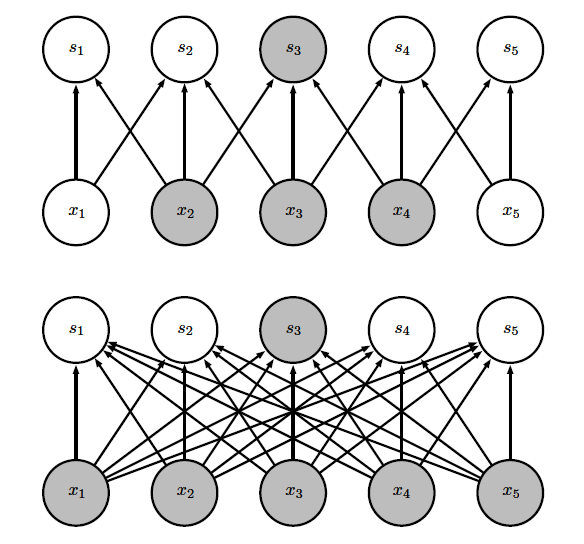 s₁ s₂ s₃ s₄ s₅
x₁ x₂ x₃ x₄ x₅
s₁ s₂ s₃ s₄ s₅
x₁ x₂ x₃ x₄ x₅